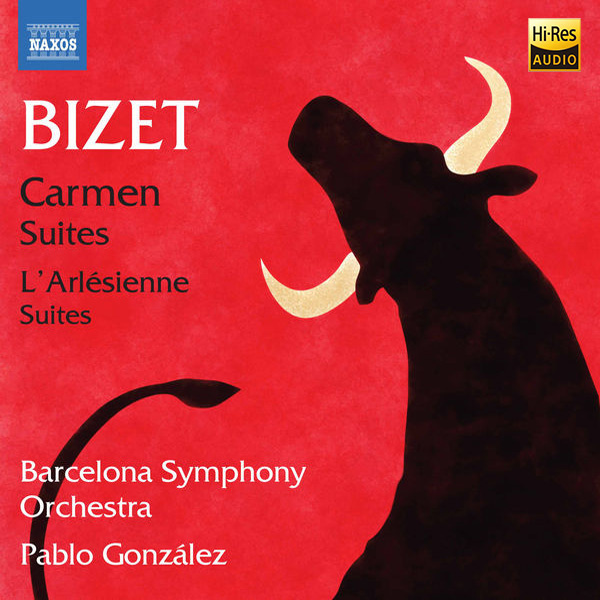 NAXOS
Hi-Res
AUDIO
BIZET
Carmen
Suites
L'Arlésienne
Suites
Barcelona Symphony
Orchestra
Pablo González